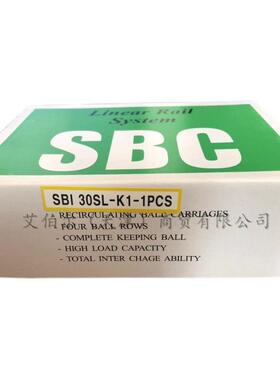 Linear Rail
System
SBC
SBI 30SL-K1-1PCS
- RECIRCULATING BALL CARRIAGES
FOUR BALL ROWS
- COMPLETE KEEPING BALL
- HIGH LOAD CAPACITY
- TOTAL INTER CHAGE ABILITY
艾伯 商贸有限公司